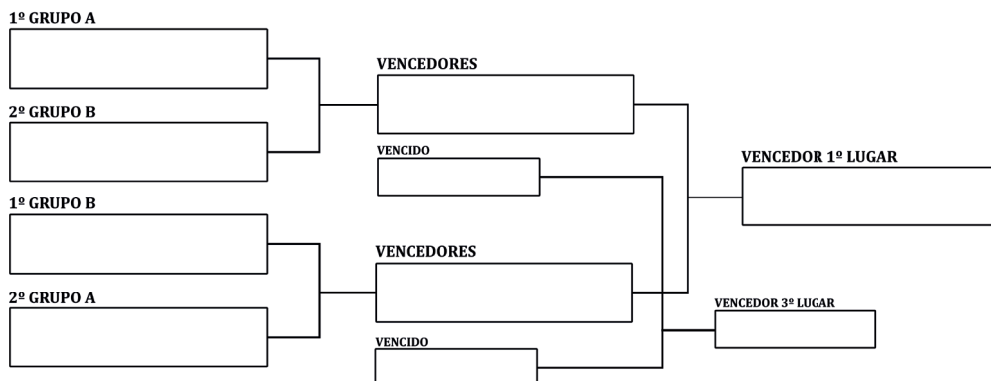 1º GRUPO A
2º GRUPO B
1º GRUPO B
2º GRUPO A
VENCEDORES
VENCIDO
VENCEDORES
VENCIDO
VENCEDOR 1º LUGAR
VENCEDOR 3º LUGAR